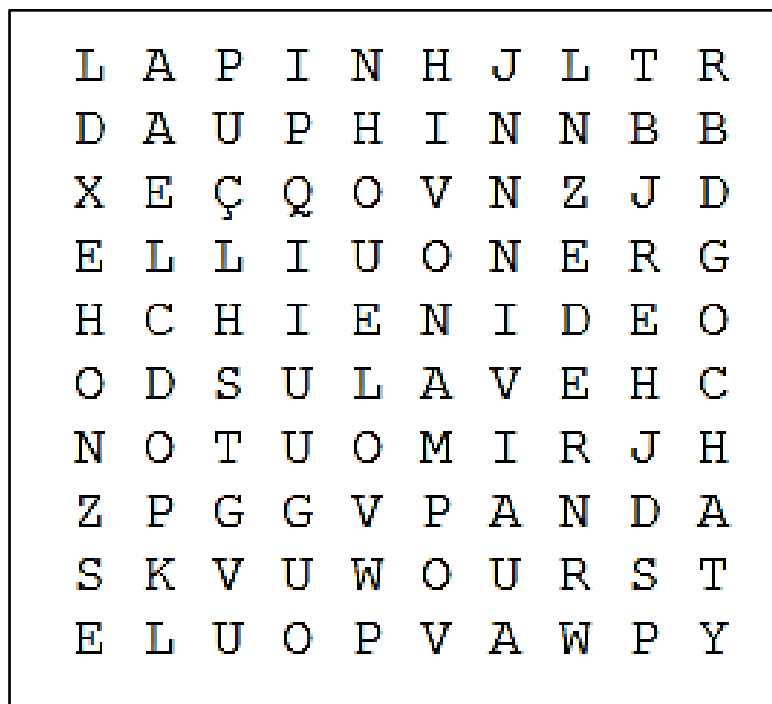 L A P I N H J L T R
D A U P H I N N B B
X E Ç Q O V N Z J D
E L L I U O N E R G
H C H I E N I D E O
O D S U L A V E H C
N O T U O M I R J H
Z P G G V P A N D A
S K V U W O U R S T
E L U O P V A W P Y